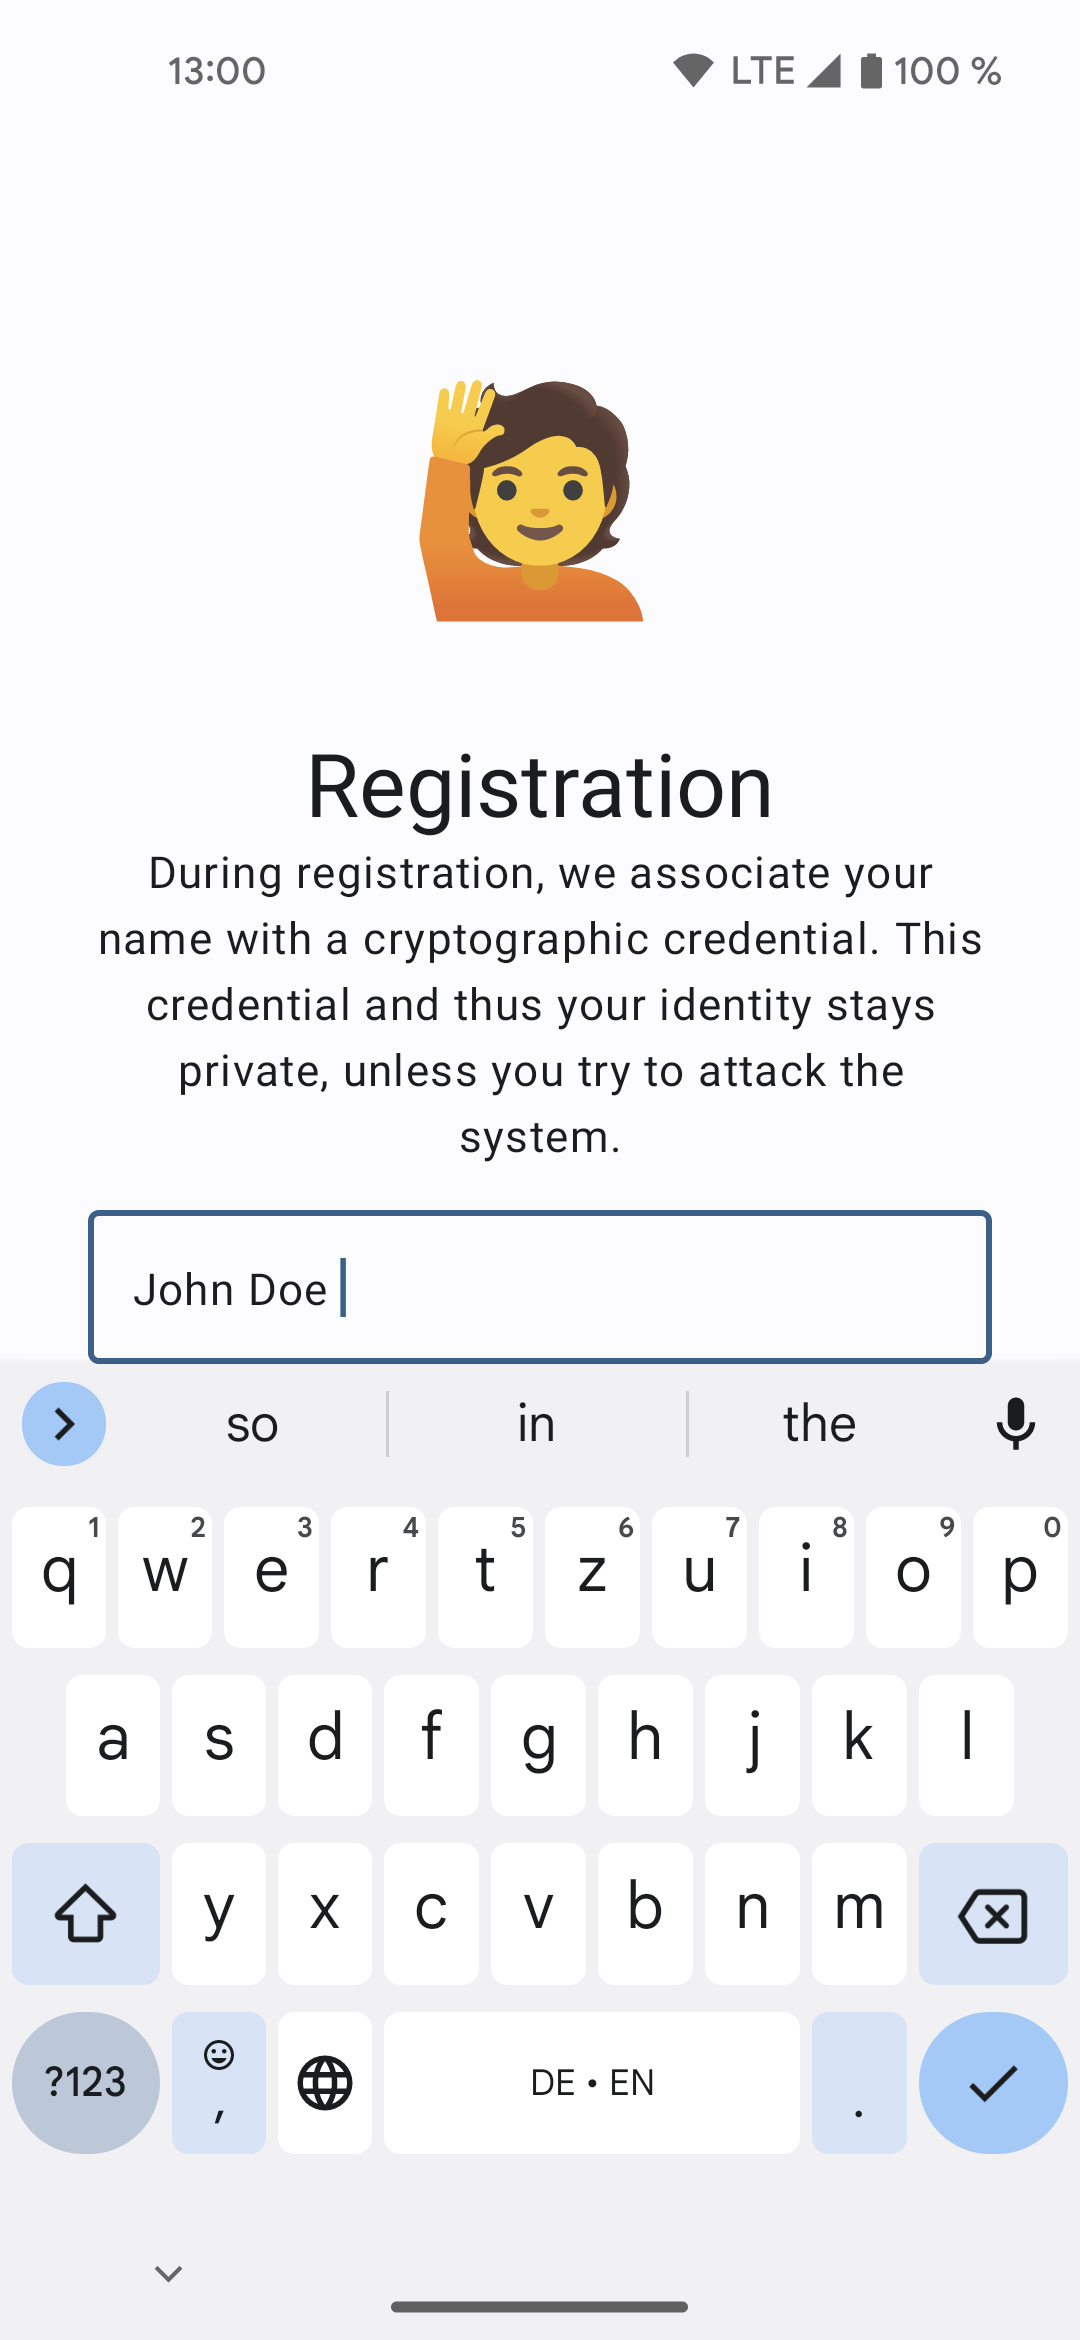 13:00 LTE 100 %
Registration
During registration, we associate your
name with a cryptographic credential. This
credential and thus your identity stays
private, unless you try to attack the
system.
John Doe
so in the
1 2 3 4 5 6 7 8 9 0
q w e r t z u i o p
a s d f g h j k l
y x c v b n m
?123 , DE • EN .